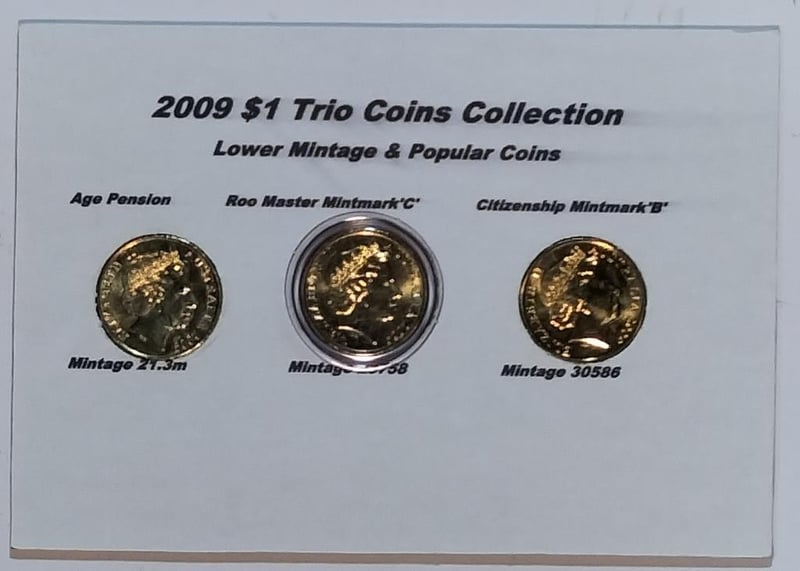 2009 $1 Trio Coins Collection
Lower Mintage & Popular Coins
Age Pension
Roo Master Mintmark'C'
Citizenship Mintmark'B'
Mintage 21.3m
Mintage
Mintage 30586